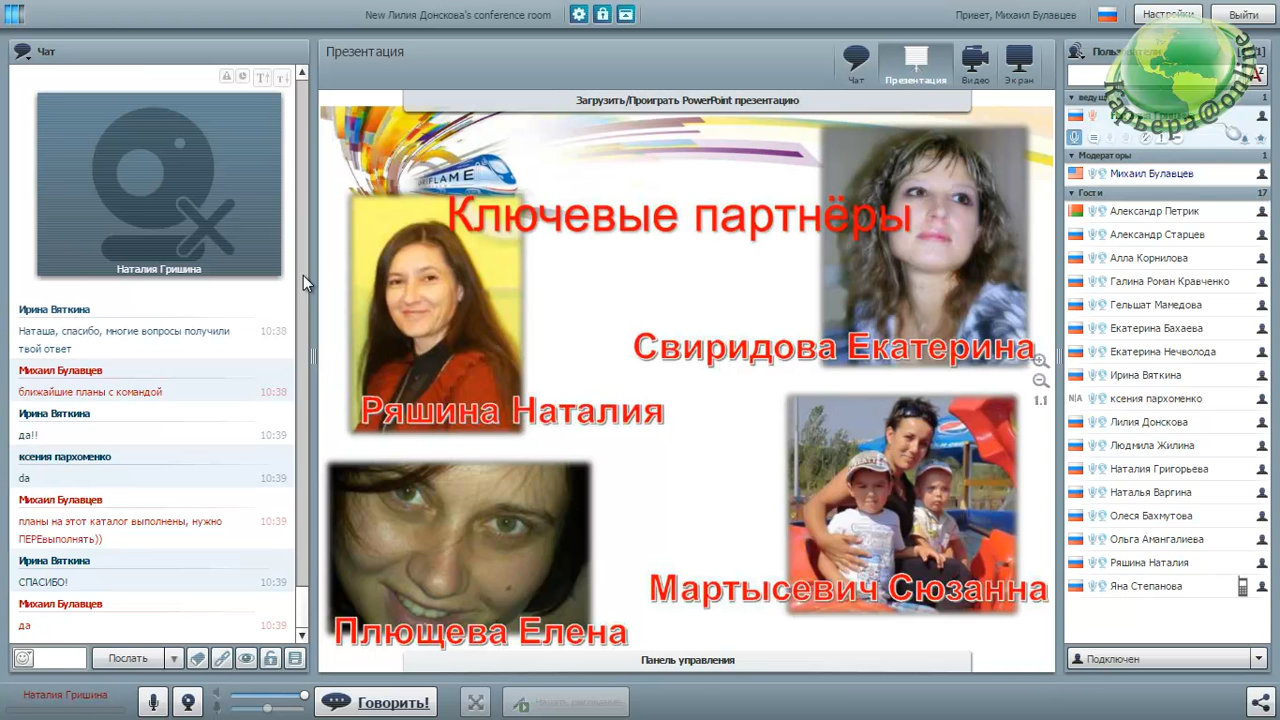 New Лилия Донскова's conference room
Привет, Михаил Булавцев
Настройки
Выйти
карьера@online
Чат
Наталия Гришина
Ирина Вяткина
Наташа, спасибо, многие вопросы получили
твой ответ
10:38
Михаил Булавцев
ближайшие планы с командой
10:38
Ирина Вяткина
да!!
10:39
ксения пархоменко
da
10:39
Михаил Булавцев
планы на этот каталог выполнены, нужно
ПЕРЕвыполнять))
10:39
Ирина Вяткина
СПАСИБО!
10:39
Михаил Булавцев
да
10:39
Послать
Презентация
Чат
Презентация
Видео
Экран
Загрузить/Проиграть PowerPoint презентацию
ORIFLAME
Ключевые партнёры
Свиридова Екатерина
Ряшина Наталия
Мартысевич Сюзанна
Плющева Елена
1.1
Панель управления
Модераторы
1
Михаил Булавцев
Гости
17
Александр Петрик
Александр Старцев
Алла Корнилова
Галина Роман Кравченко
Гельшат Мамедова
Екатерина Бахаева
Екатерина Нечволода
Ирина Вяткина
N/A
ксения пархоменко
Лилия Донскова
Людмила Жилина
Наталия Григорьева
Наталья Варгина
Олеся Бахмутова
Ольга Амангалиева
Ряшина Наталия
Яна Степанова
Подключен
Наталия Гришина
Говорить!